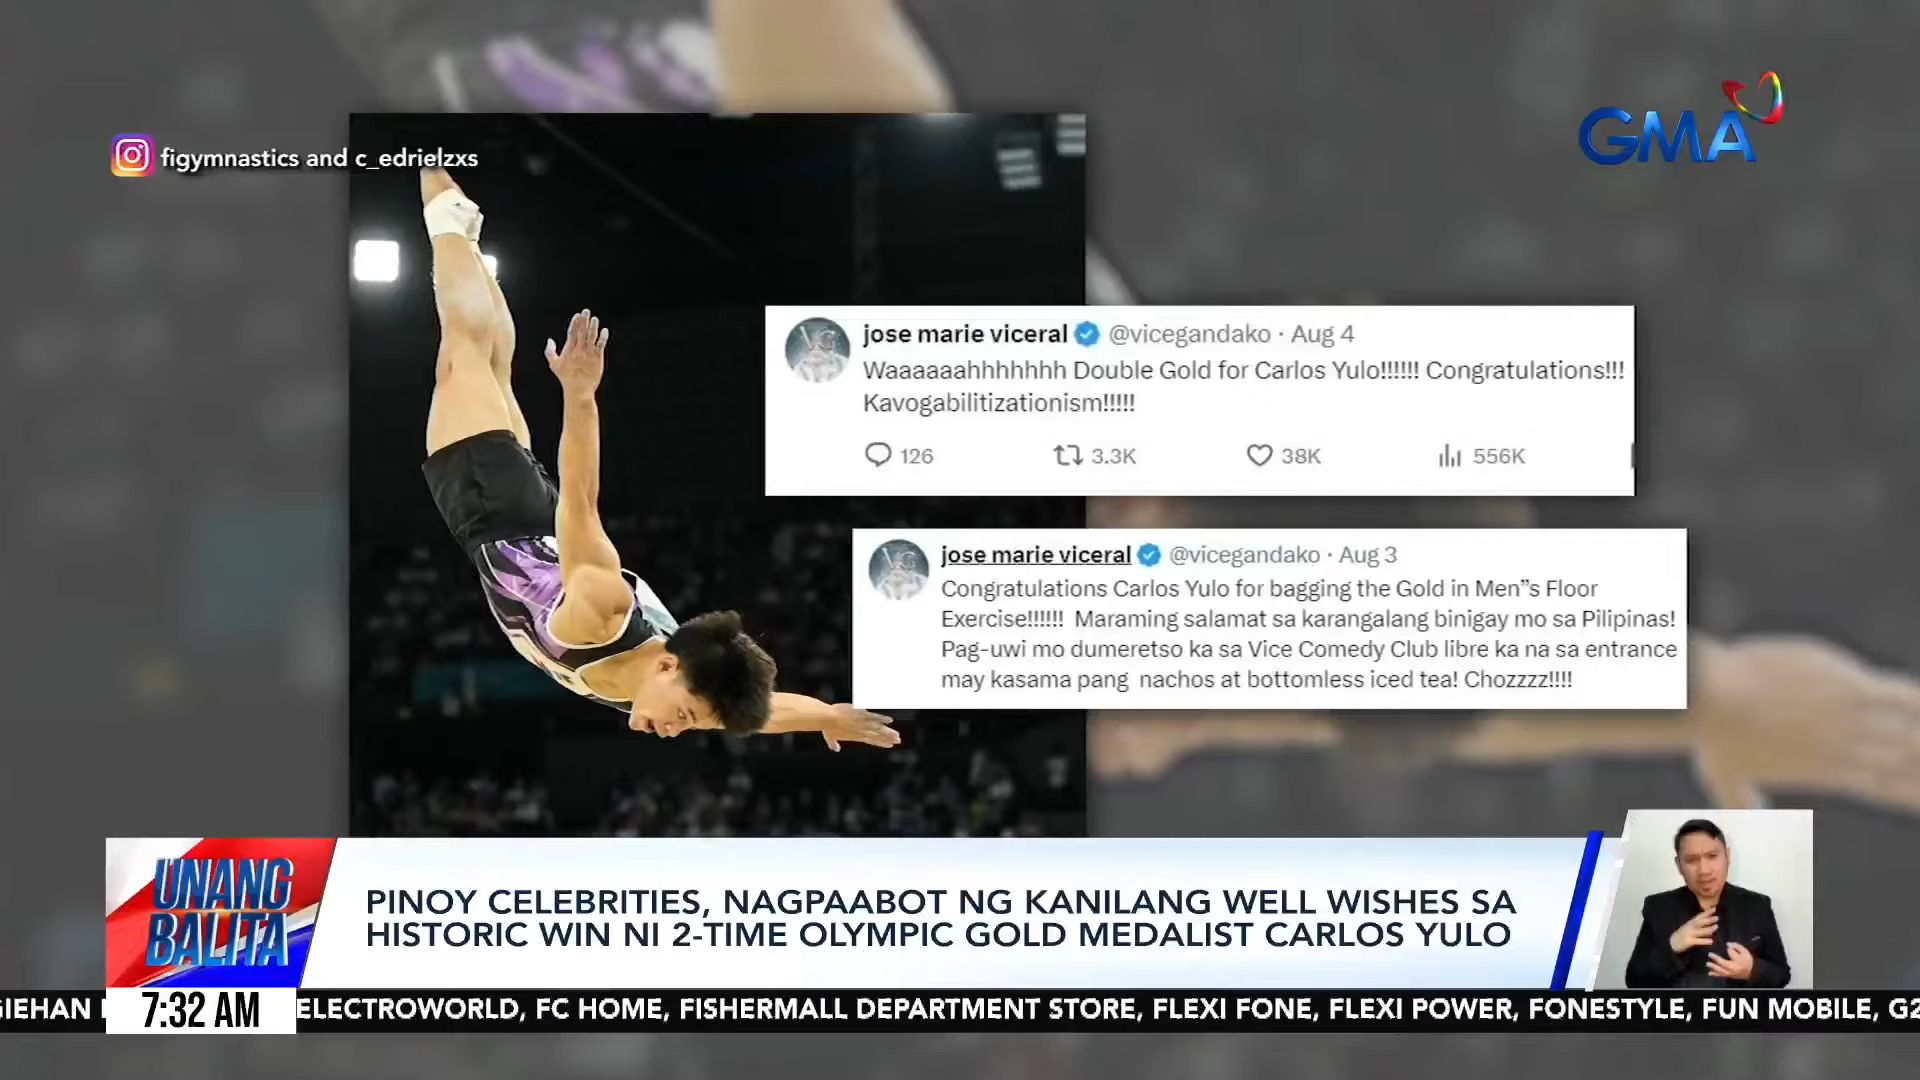 GMA
figymnastics and c_edrielzxs
jose marie viceral @vicegandako · Aug 4
Waaaaaahhhhhhh Double Gold for Carlos Yulo!!!!!! Congratulations!!!
Kavogabilitizationism!!!!!
126 3.3K 38K 556K
jose marie viceral @vicegandako · Aug 3
Congratulations Carlos Yulo for bagging the Gold in Men”s Floor
Exercise!!!!!! Maraming salamat sa karangalang binigay mo sa Pilipinas!
Pag-uwi mo dumeretso ka sa Vice Comedy Club libre ka na sa entrance
may kasama pang nachos at bottomless iced tea! Chozzzz!!!!
UNANG
BALITA
PINOY CELEBRITIES, NAGPAABOT NG KANILANG WELL WISHES SA
HISTORIC WIN NI 2-TIME OLYMPIC GOLD MEDALIST CARLOS YULO
7:32 AM
GIEHAN ELECTROWORLD, FC HOME, FISHERMALL DEPARTMENT STORE, FLEXI FONE, FLEXI POWER, FONESTYLE, FUN MOBILE, G2